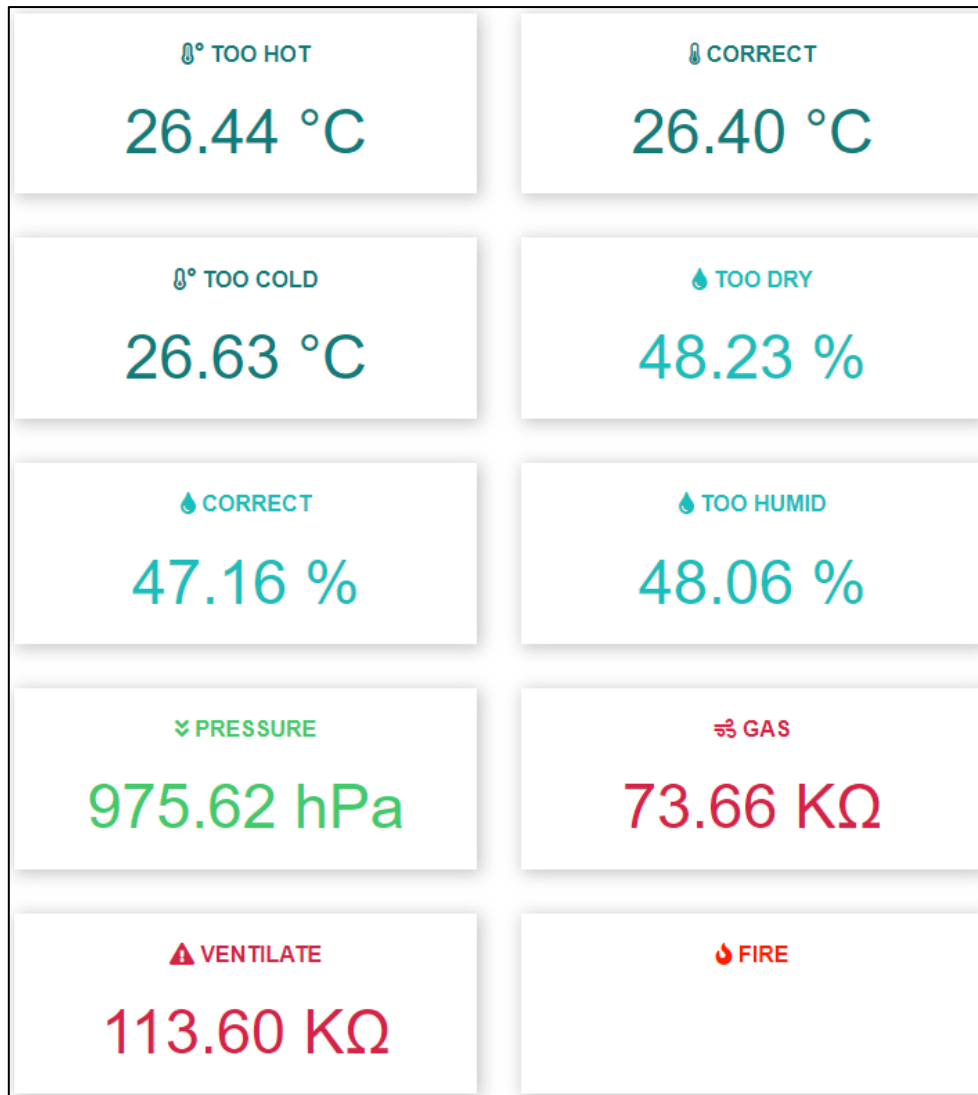 TOO HOT
26.44 °C
CORRECT
26.40 °C
TOO COLD
26.63 °C
TOO DRY
48.23 %
CORRECT
47.16 %
TOO HUMID
48.06 %
PRESSURE
975.62 hPa
GAS
73.66 KΩ
VENTILATE
113.60 KΩ
FIRE